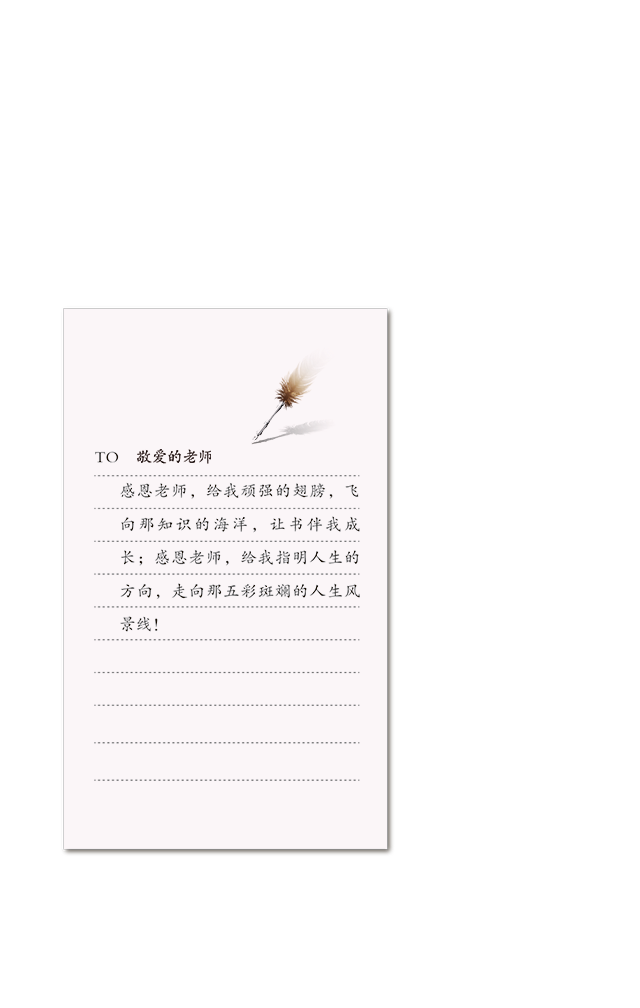 TO 敬爱的老师
感恩老师，给我顽强的翅膀，飞
向那知识的海洋，让书伴我成
长；感恩老师，给我指明人生的
方向，走向那五彩斑斓的人生风
景线！